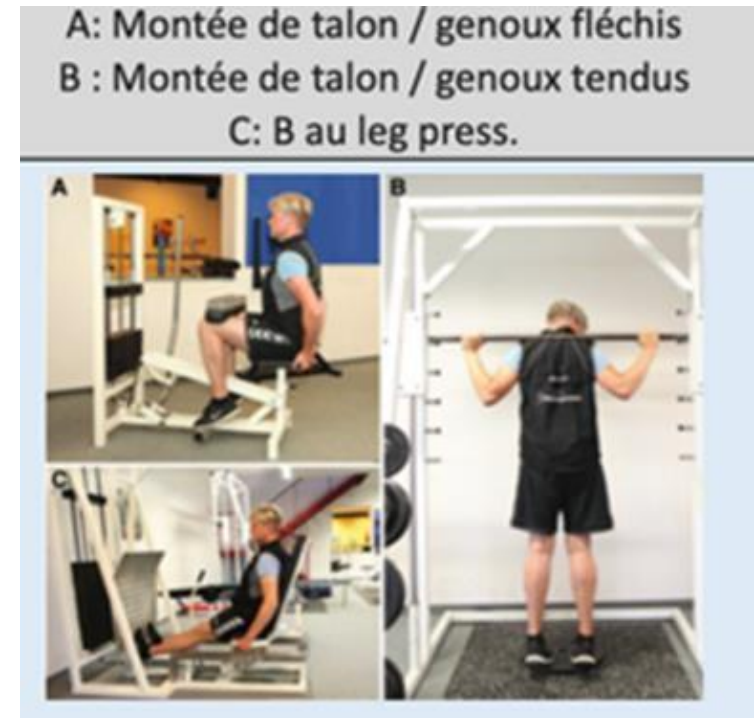 A: Montée de talon / genoux fléchis
B : Montée de talon / genoux tendus
C: B au leg press.
A
B
C